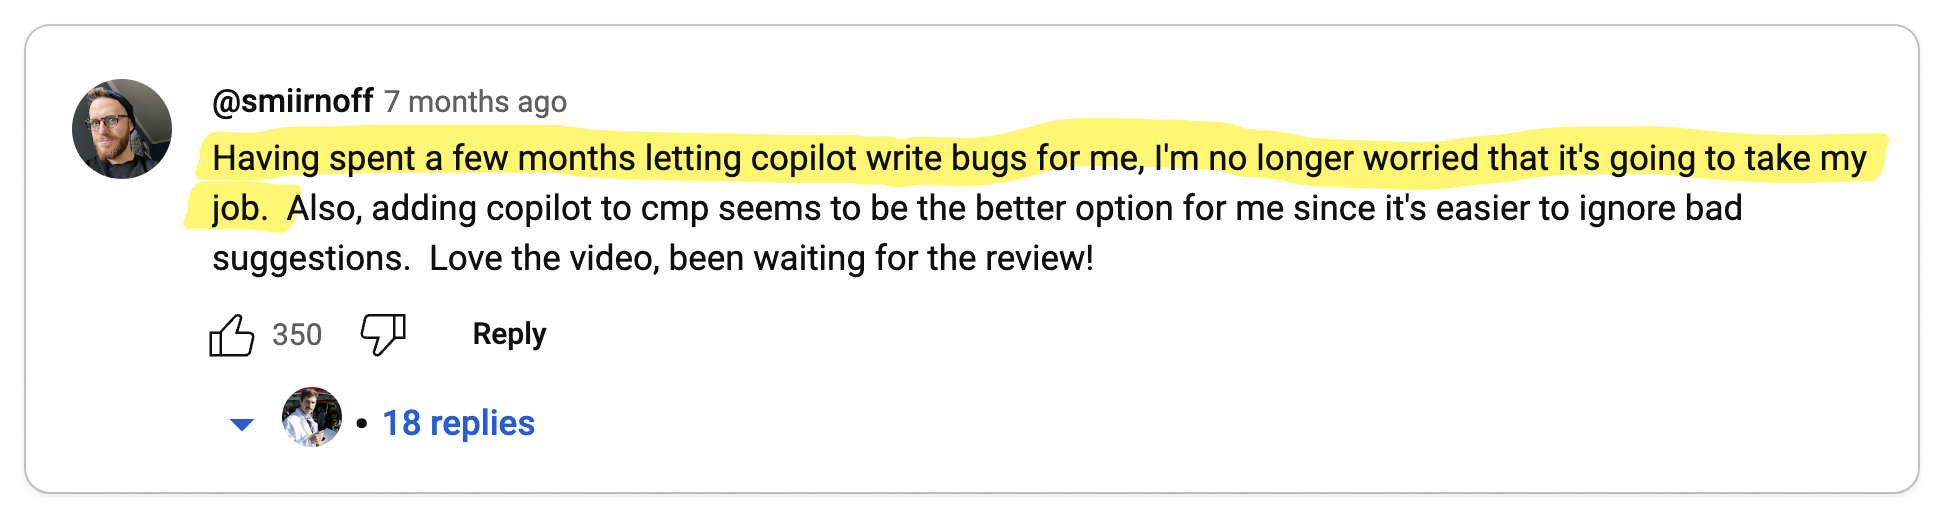 @smiirnoff 7 months ago
Having spent a few months letting copilot write bugs for me, I'm no longer worried that it's going to take my
job.  Also, adding copilot to cmp seems to be the better option for me since it's easier to ignore bad
suggestions.  Love the video, been waiting for the review!
350 Reply
• 18 replies